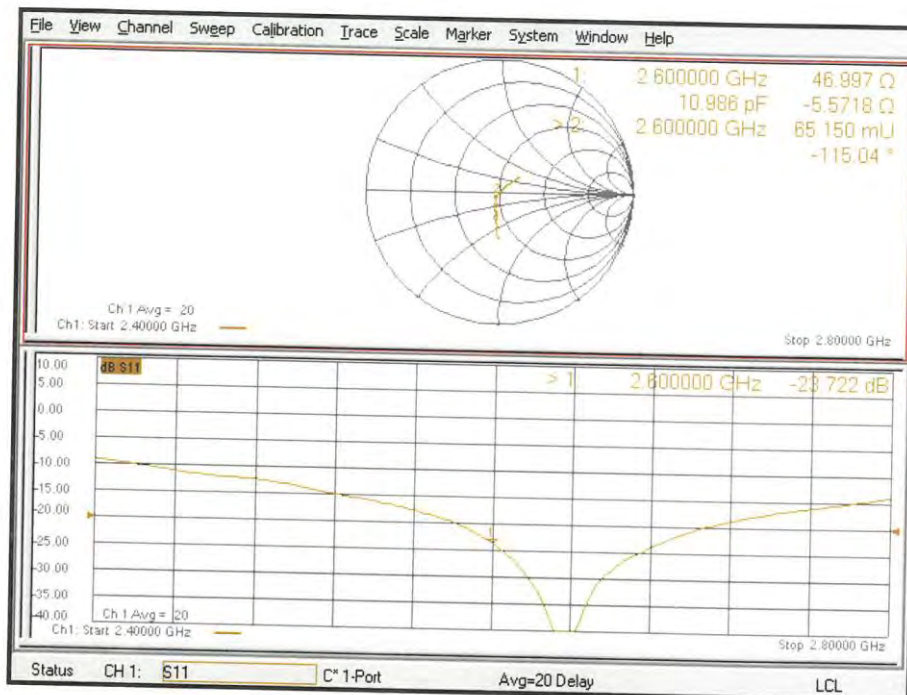 File View Channel Sweep Calibration Trace Scale Marker System Window Help
1: 2.600000 GHz 46.997 Ω
10.986 pF -5.5718 Ω
> 2: 2.600000 GHz 65.150 mU
-115.04 °
Ch 1 Avg = 20
Ch1: Start 2.40000 GHz
Stop 2.80000 GHz
10.00
dB S11
> 1: 2.600000 GHz -23.722 dB
5.00
0.00
-5.00
-10.00
-15.00
-20.00
-25.00
-30.00
-35.00
-40.00
1
Ch 1 Avg = 20
Ch1: Start 2.40000 GHz
Stop 2.80000 GHz
Status CH 1: S11 C* 1-Port Avg=20 Delay LCL